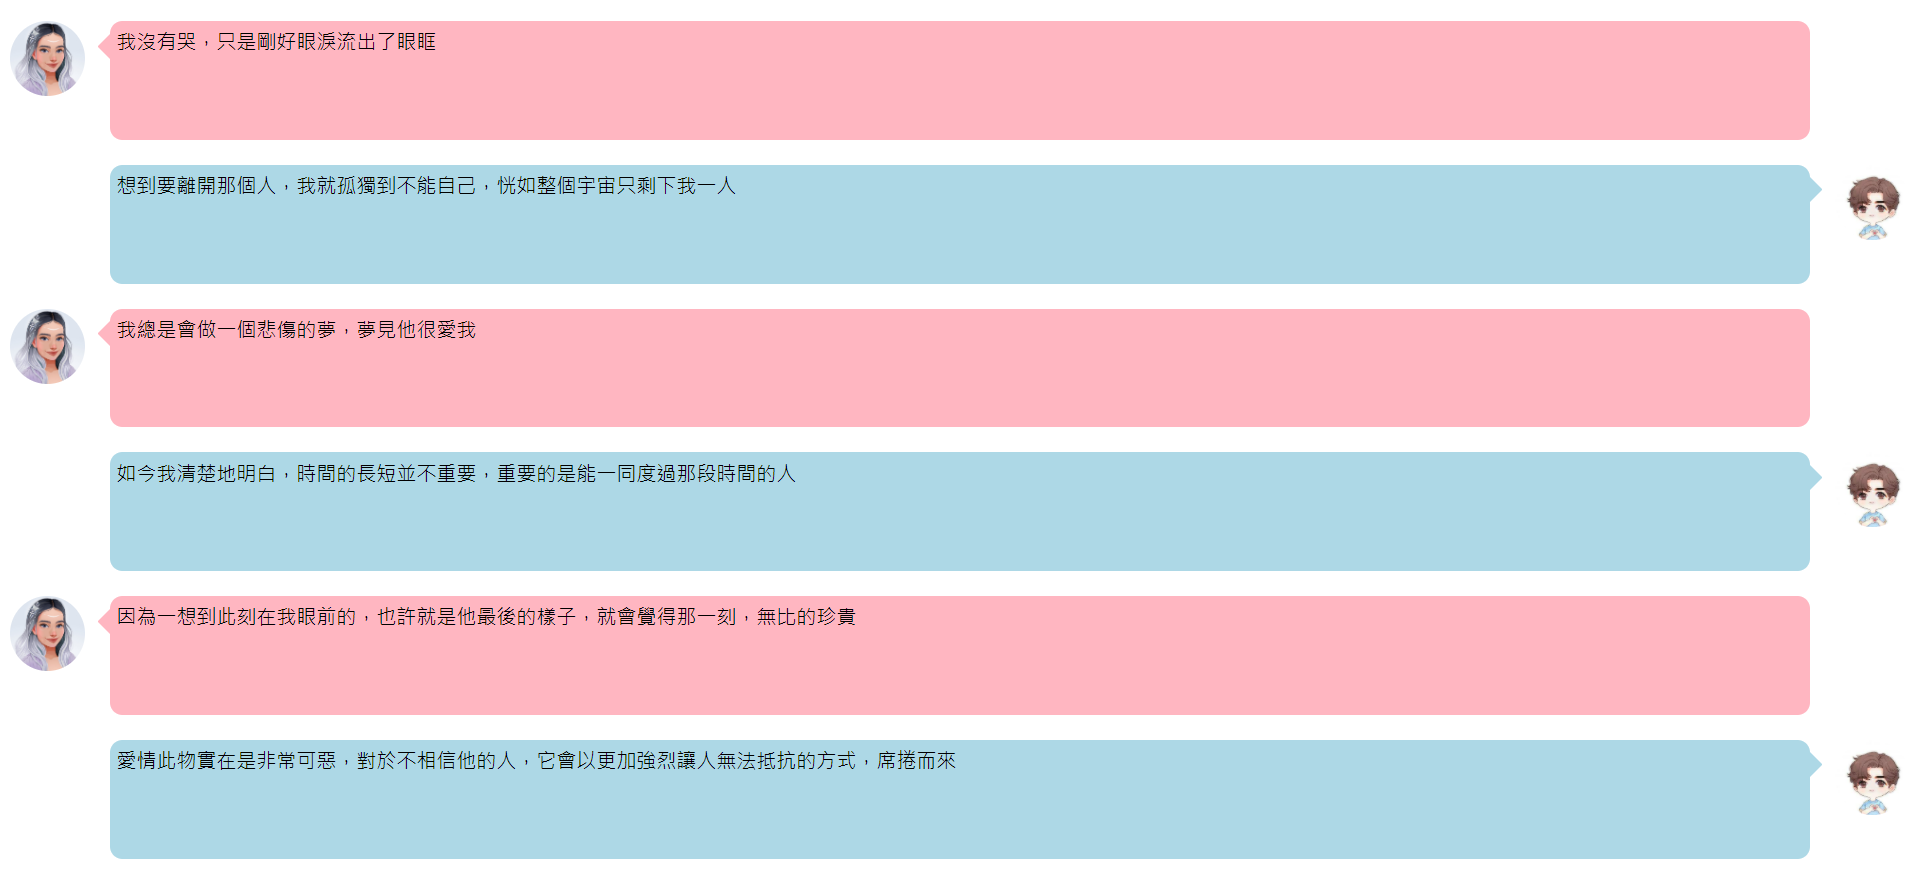 我沒有哭，只是剛好眼淚流出了眼眶
想到要離開那個人，我就孤獨到不能自己，恍如整個宇宙只剩下我一人
我總是會做一個悲傷的夢，夢見他很愛我
如今我清楚地明白，時間的長短並不重要，重要的是能一同度過那段時間的人
因為一想到此刻在我眼前的，也許就是他最後的樣子，就會覺得那一刻，無比的珍貴
愛情此物實在是非常可惡，對於不相信他的人，它會以更加強烈讓人無法抵抗的方式，席捲而來